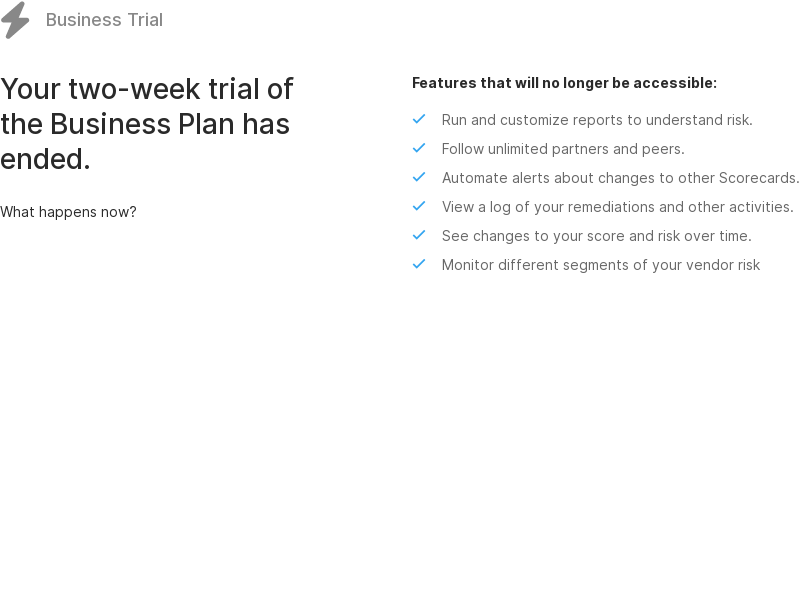 Business Trial
Your two-week trial of
the Business Plan has
ended.
What happens now?
Features that will no longer be accessible:
Run and customize reports to understand risk.
Follow unlimited partners and peers.
Automate alerts about changes to other Scorecards.
View a log of your remediations and other activities.
See changes to your score and risk over time.
Monitor different segments of your vendor risk